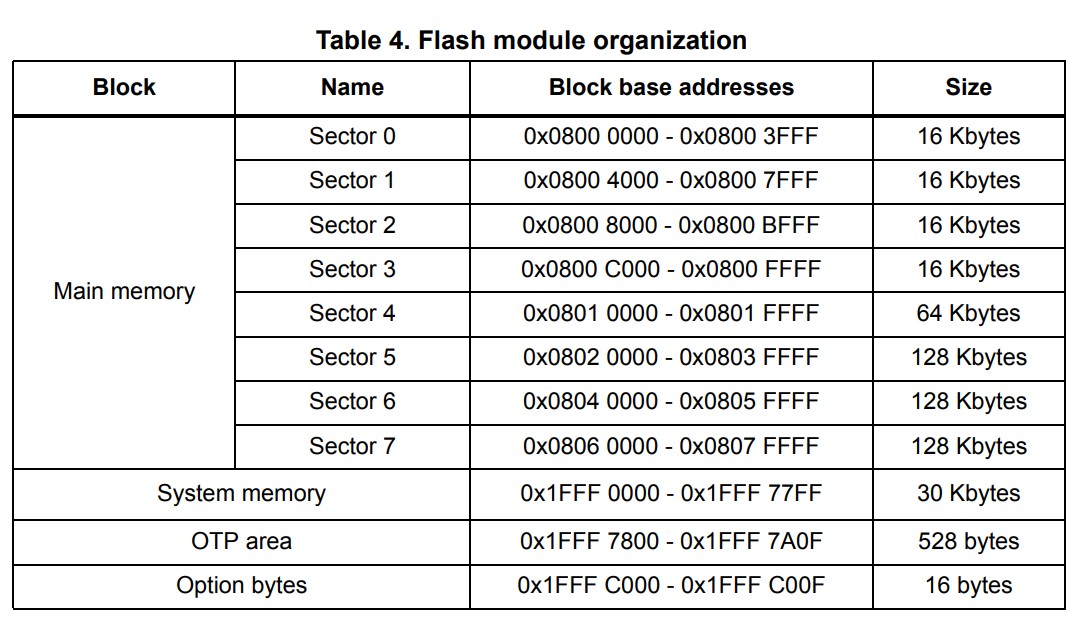 Table 4. Flash module organization
Block Name Block base addresses Size
Main memory
Sector 0 0x0800 0000 - 0x0800 3FFF 16 Kbytes
Sector 1 0x0800 4000 - 0x0800 7FFF 16 Kbytes
Sector 2 0x0800 8000 - 0x0800 BFFF 16 Kbytes
Sector 3 0x0800 C000 - 0x0800 FFFF 16 Kbytes
Sector 4 0x0801 0000 - 0x0801 FFFF 64 Kbytes
Sector 5 0x0802 0000 - 0x0803 FFFF 128 Kbytes
Sector 6 0x0804 0000 - 0x0805 FFFF 128 Kbytes
Sector 7 0x0806 0000 - 0x0807 FFFF 128 Kbytes
System memory 0x1FFF 0000 - 0x1FFF 77FF 30 Kbytes
OTP area 0x1FFF 7800 - 0x1FFF 7A0F 528 bytes
Option bytes 0x1FFF C000 - 0x1FFF C00F 16 bytes